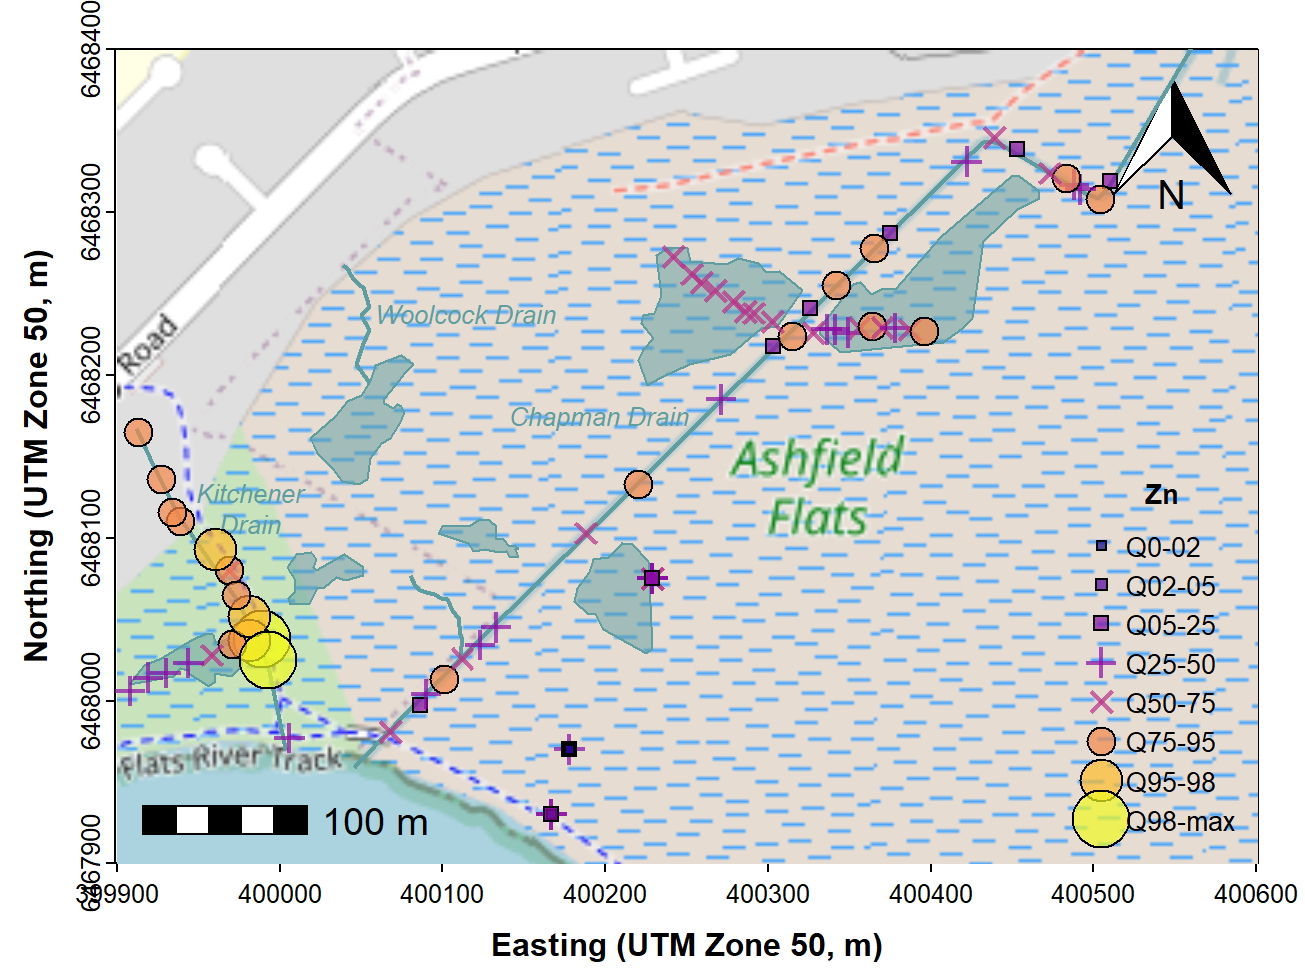 6468400
6468300
6468200
6468100
6468000
6467900
Northing (UTM Zone 50, m)
Road
Woolcock Drain
Chapman Drain
Kitchener
Drain
Ashfield
Flats
Flats River Track
N
Zn
Q0-02
Q02-05
Q05-25
Q25-50
Q50-75
Q75-95
Q95-98
Q98-max
100 m
399900
400000
400100
400200
400300
400400
400500
400600
Easting (UTM Zone 50, m)